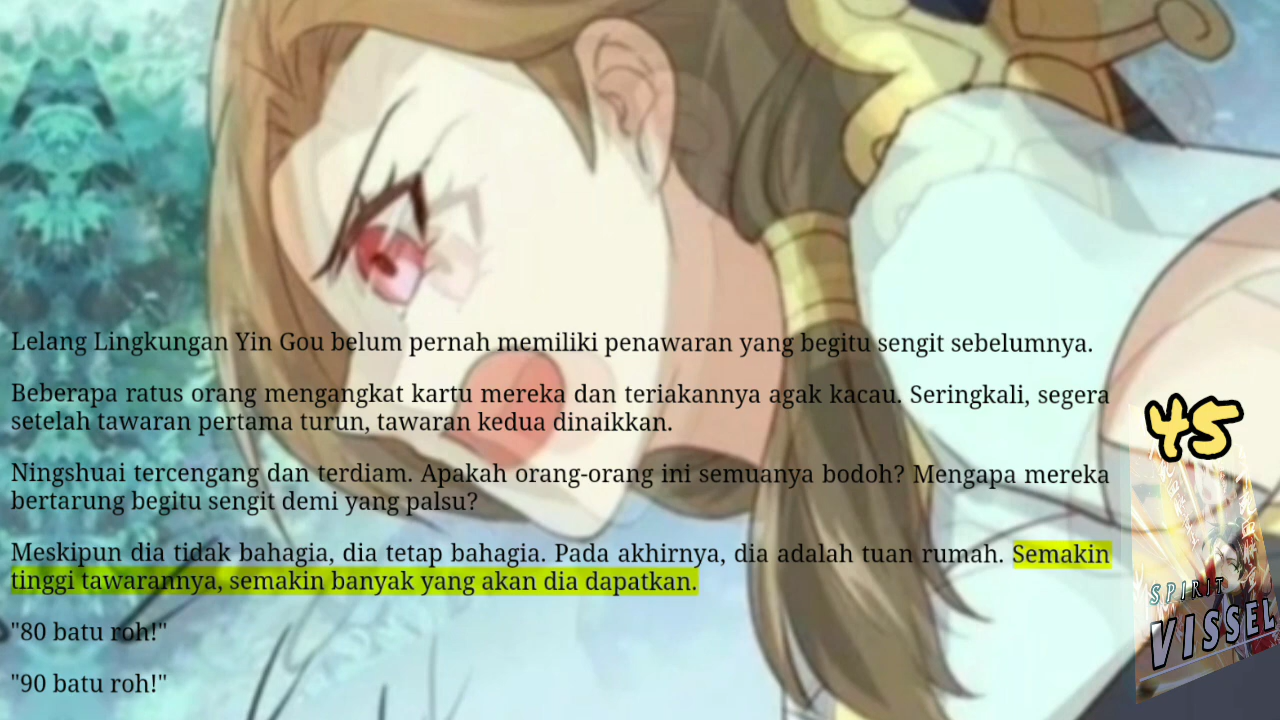 Lelang Lingkungan Yin Gou belum pernah memiliki penawaran yang begitu sengit sebelumnya.
Beberapa ratus orang mengangkat kartu mereka dan teriakannya agak kacau. Seringkali, segera
setelah tawaran pertama turun, tawaran kedua dinaikkan.
Ningshuai tercengang dan terdiam. Apakah orang-orang ini semuanya bodoh? Mengapa mereka
bertarung begitu sengit demi yang palsu?
Meskipun dia tidak bahagia, dia tetap bahagia. Pada akhirnya, dia adalah tuan rumah. Semakin
tinggi tawarannya, semakin banyak yang akan dia dapatkan.
"80 batu roh!"
"90 batu roh!"
45
SPIRIT
VISSEL